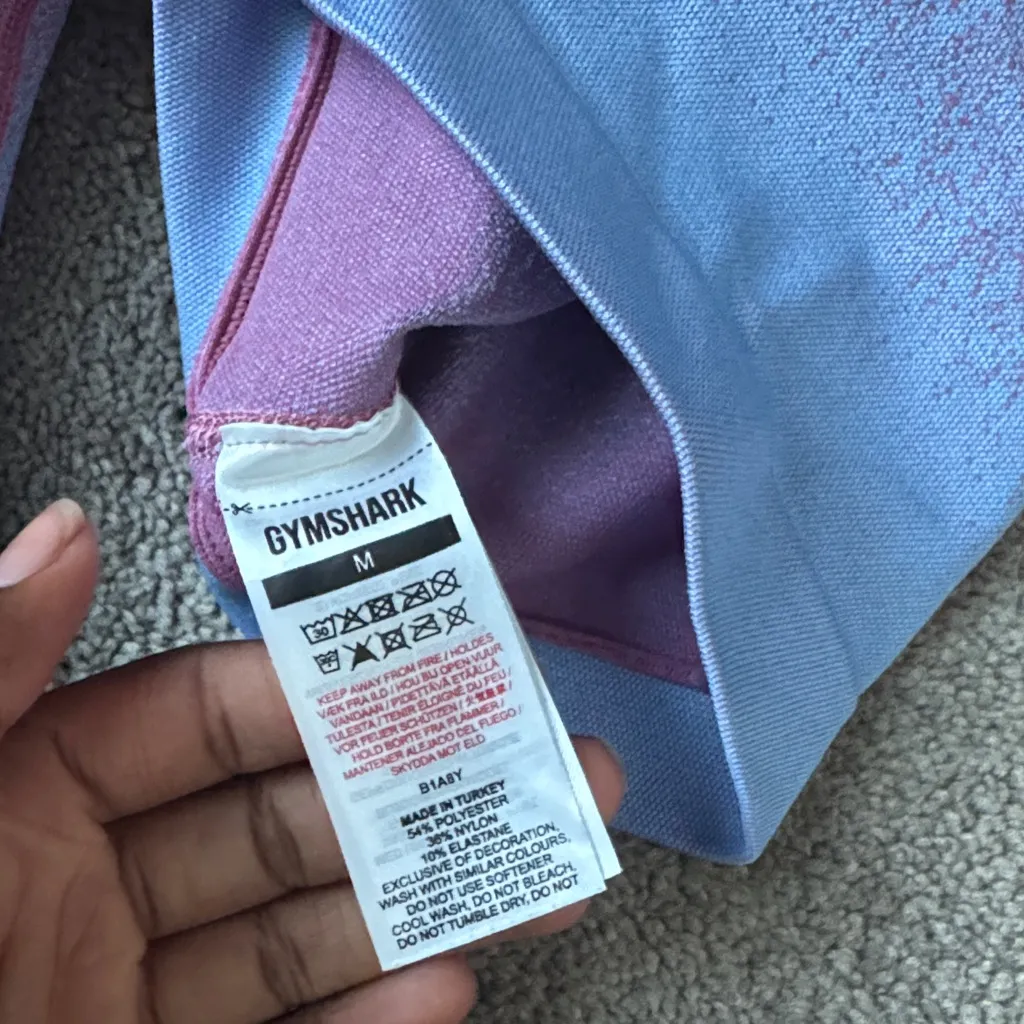 GYMSHARK
M
30
KEEP AWAY FROM FIRE / HOLDES
VÆK FRA ILD / HOU BIJ OPEN VUUR
VANDAAN / PIDETTÄVÄ ETÄÄLLÄ
TULESTA / TENIR ÉLOIGNÉ DU FEU /
VOR FEUER SCHÜTZEN /
HOLD BORTE FRA FLAMMER /
MANTENER ALEJADO DEL FUEGO /
SKYDDA MOT ELD
B1A8Y
MADE IN TURKEY
54% POLYESTER
36% NYLON
10% ELASTANE
EXCLUSIVE OF DECORATION.
WASH WITH SIMILAR COLOURS,
DO NOT USE SOFTENER
COOL WASH, DO NOT BLEACH,
DO NOT TUMBLE DRY, DO NOT